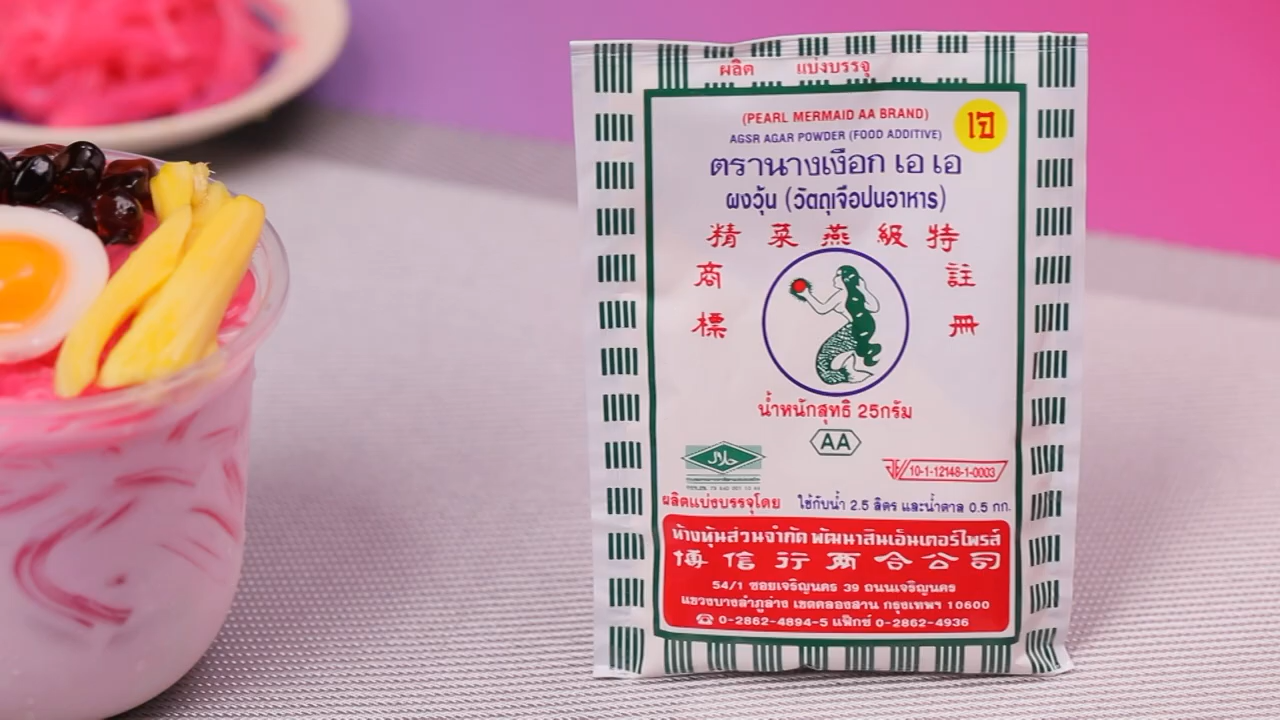 ผลิต แบ่งบรรจุ
(PEARL MERMAID AA BRAND)
เจ
AGSR AGAR POWDER (FOOD ADDITIVE)
ตรานางเงือก เอ เอ
ผงวุ้น (วัตถุเจือปนอาหาร)
精 菜 燕 級 特
商 註
標 冊
น้ำหนักสุทธิ 25กรัม
AA
حلال
10-1-12148-1-0003
ผลิตแบ่งบรรจุโดย ใช้กับน้ำ 2.5 ลิตร และน้ำตาล 0.5 กก.
ห้างหุ้นส่วนจำกัด พัฒนาสินเอ็นเตอร์ไพรส์
博 信 行 兩 合 公 司
54/1 ซอยเจริญนคร 39 ถนนเจริญนคร
แขวงบางลำภูล่าง เขตคลองสาน กรุงเทพฯ 10600
☎ 0-2862-4894-5 แฟ็กซ์ 0-2862-4936